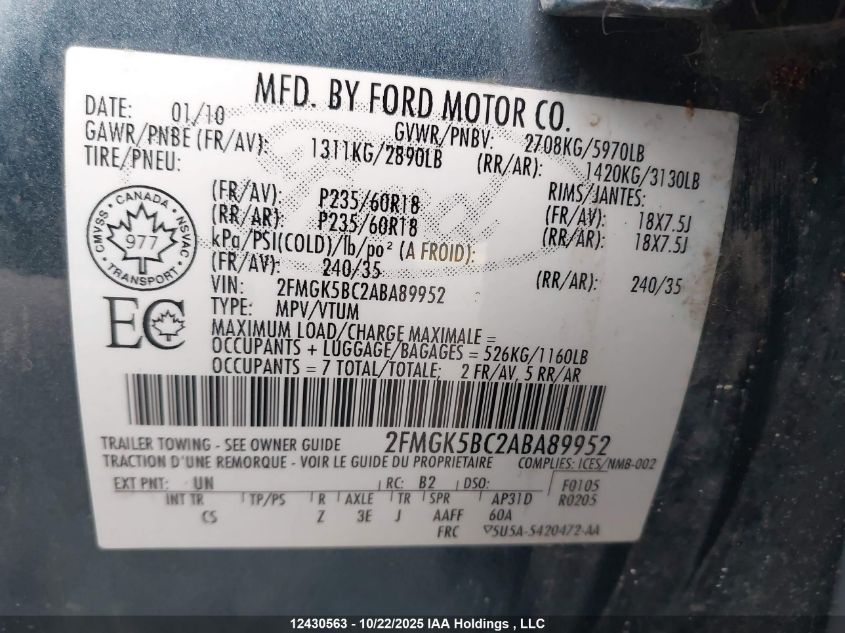 MFD. BY FORD MOTOR CO.
DATE: 01/10 GVWR/PNBV: 2708KG/5970LB
GAWR/PNBE (FR/AV): 1311KG/2890LB (RR/AR): 1420KG/3130LB
TIRE/PNEU: RIMS/JANTES:
(FR/AV): P235/60R18 (FR/AV): 18X7.5J
(RR/AR): P235/60R18 (RR/AR): 18X7.5J
kPa/PSI(COLD)/lb/po² (A FROID):
(FR/AV): 240/35 (RR/AR): 240/35
VIN: 2FMGK5BC2ABA89952
TYPE: MPV/VTUM
MAXIMUM LOAD/CHARGE MAXIMALE =
OCCUPANTS + LUGGAGE/BAGAGES = 526KG/1160LB
OCCUPANTS = 7 TOTAL/TOTALE; 2 FR/AV, 5 RR/AR
CANADA
CMVSS NSVAC
977
TRANSPORT
EC
TRAILER TOWING - SEE OWNER GUIDE 2FMGK5BC2ABA89952
TRACTION D'UNE REMORQUE - VOIR LE GUIDE DU PROPRIETAIRE COMPLIES: ICES/NMB-002
EXT PNT: UN RC: B2 DSO: F0105
INT TR TP/PS R AXLE TR SPR AP31D R0205
CS Z 3E J AAFF 60A
FRC 5U5A-5420472-AA
12430563 - 10/22/2025 IAA Holdings , LLC